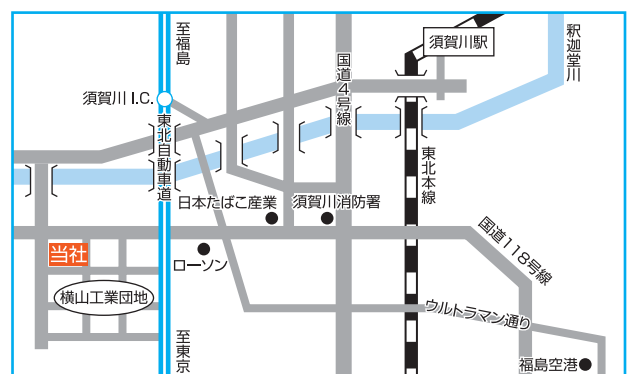 至福島
国道4号線
須賀川駅
釈迦堂川
須賀川 I.C.
東北自動車道
東北本線
日本たばこ産業
須賀川消防署
国道118号線
当社
ローソン
横山工業団地
ウルトラマン通り
至東京
福島空港